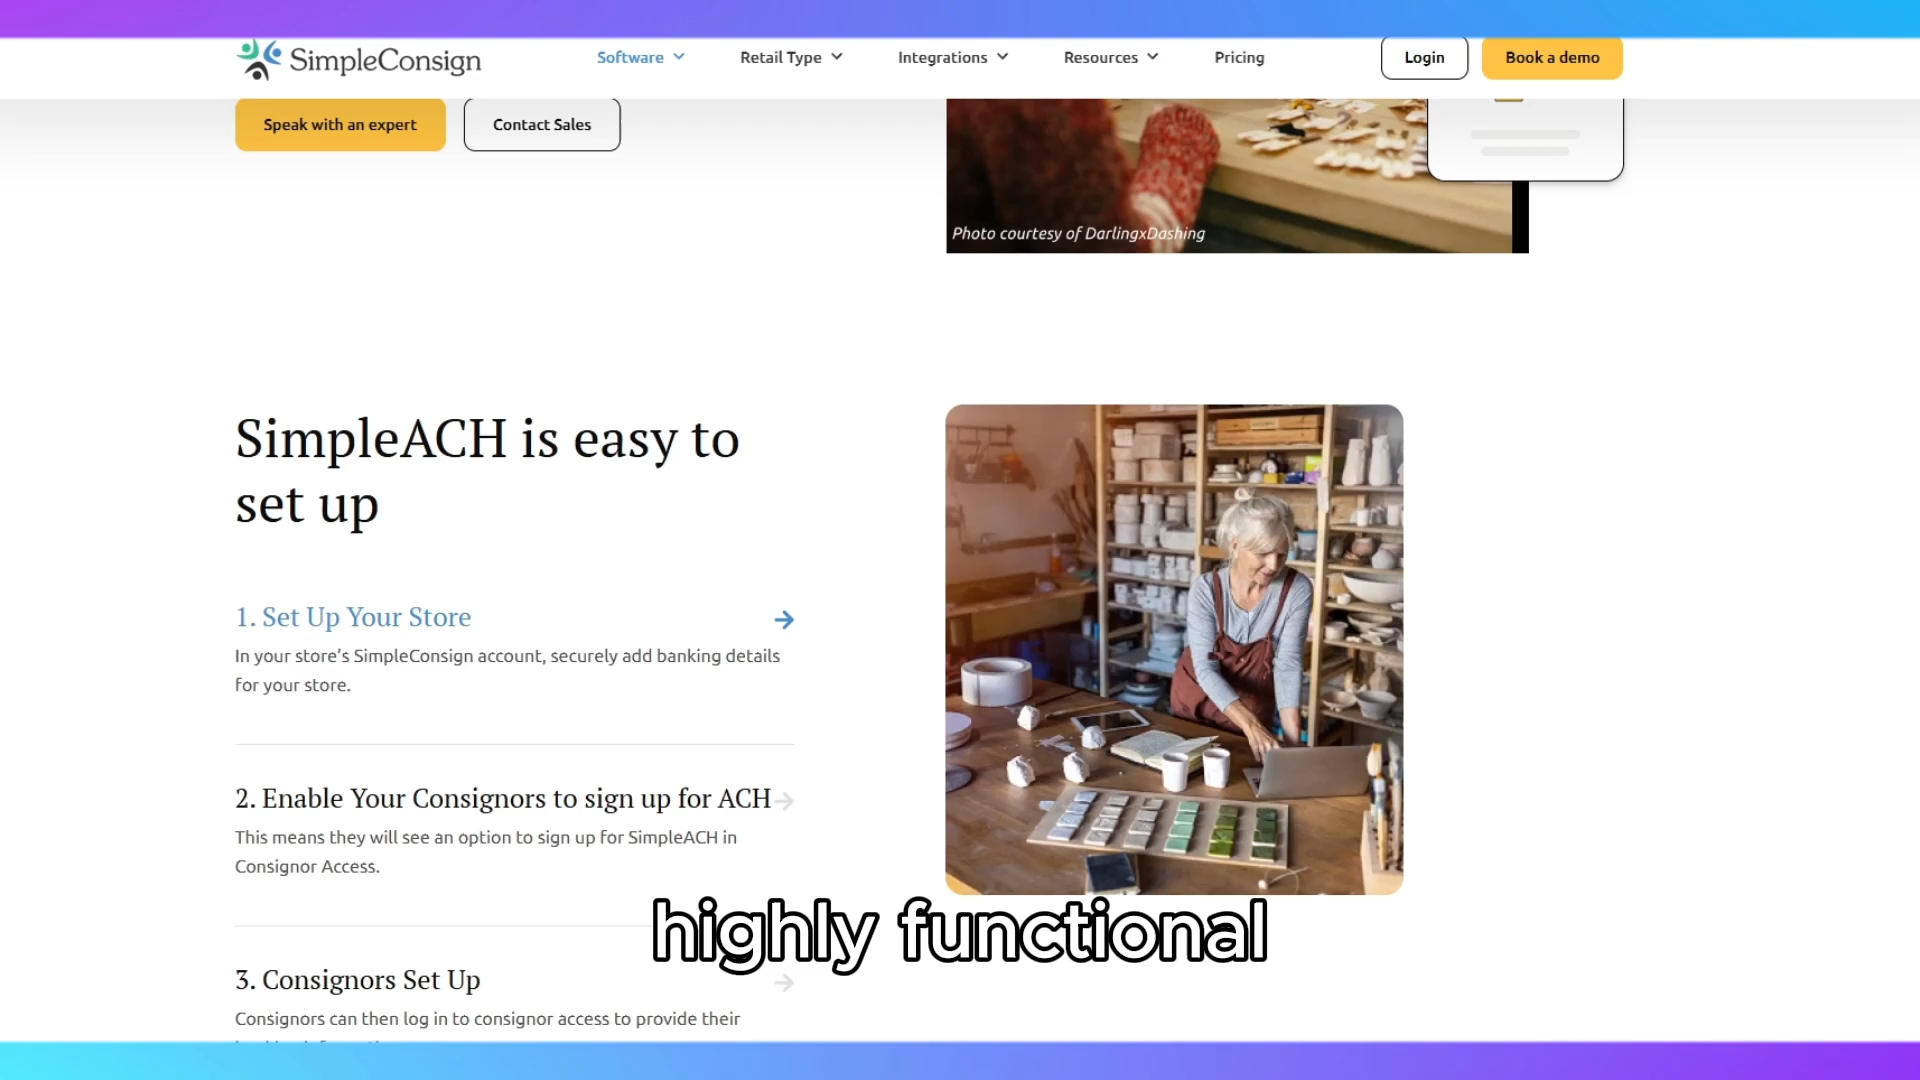 SimpleConsign
Software
Retail Type
Integrations
Resources
Pricing
Login
Book a demo
Speak with an expert
Contact Sales
Photo courtesy of DarlingxDashing
SimpleACH is easy to
set up
1. Set Up Your Store
In your store’s SimpleConsign account, securely add banking details
for your store.
2. Enable Your Consignors to sign up for ACH
This means they will see an option to sign up for SimpleACH in
Consignor Access.
highly functional
3. Consignors Set Up
Consignors can then log in to consignor access to provide their